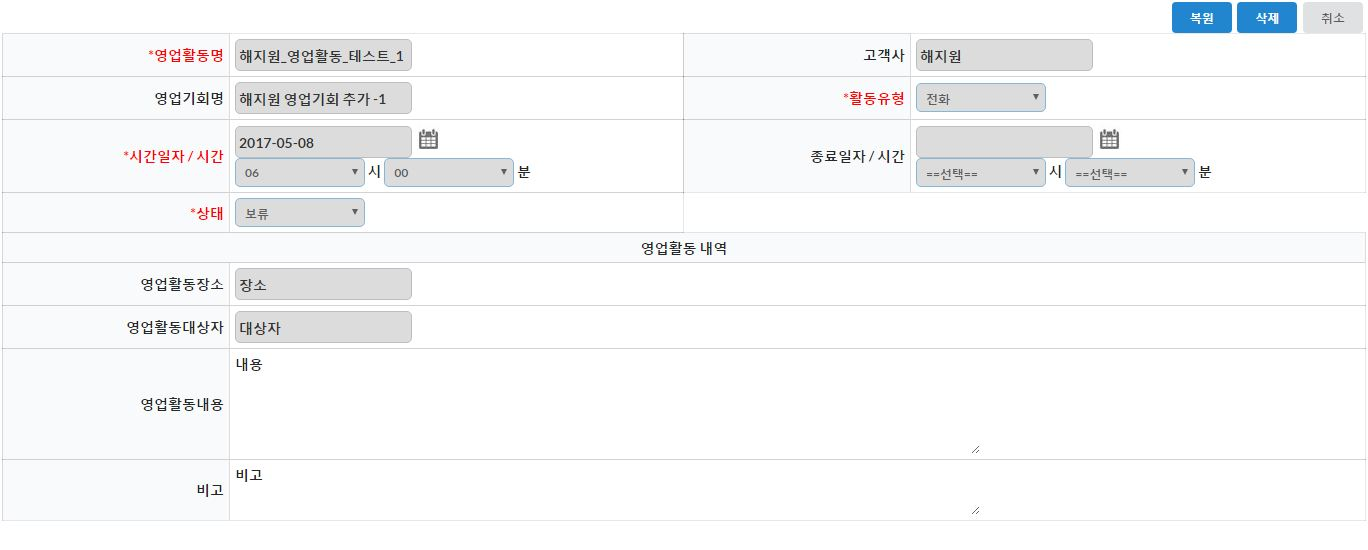 복원 삭제 취소
*영업활동명 해지원_영업활동_테스트_1 고객사 해지원
영업기회명 해지원 영업기회 추가 -1 *활동유형 전화
*시간일자 / 시간 2017-05-08 06 시 00 분 종료일자 / 시간 ==선택== 시 ==선택== 분
*상태 보류
영업활동 내역
영업활동장소 장소
영업활동대상자 대상자
영업활동내용 내용
비고 비고